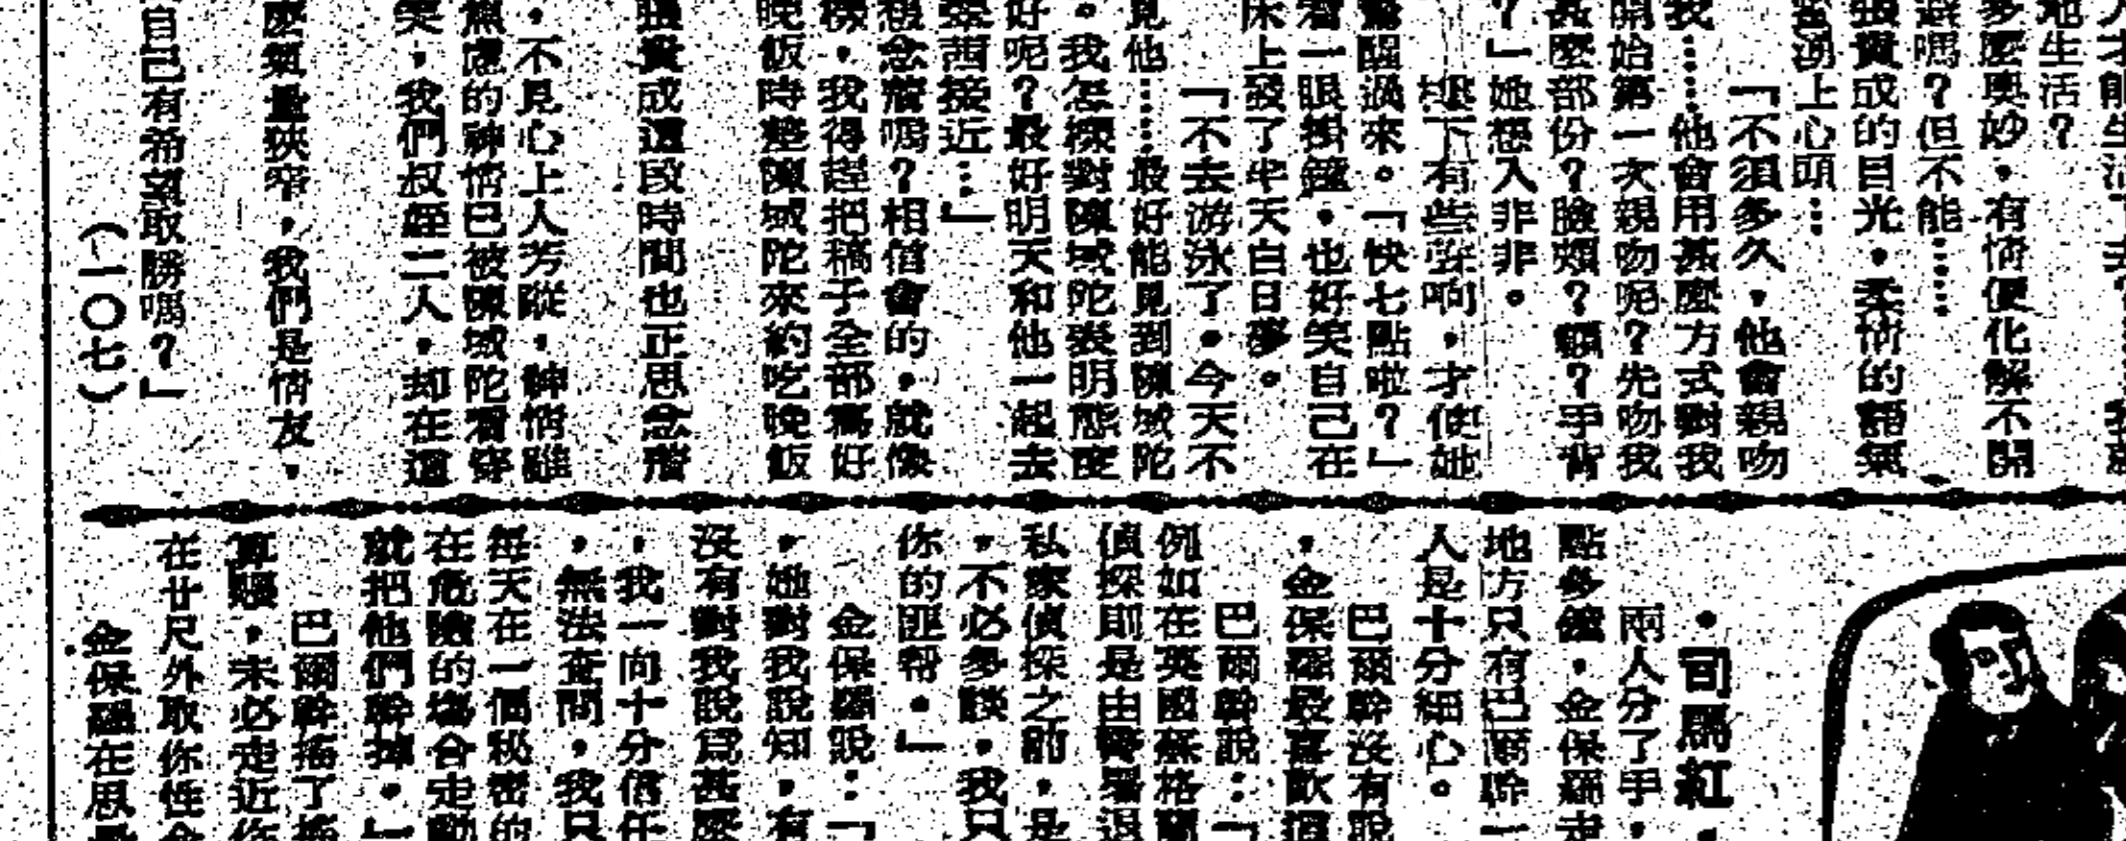 地生活?
多麼奧妙,有情便化解不開
嗎?但不能……
張貫成的目光,柔情的語氣
湧上心頭…
「不須多久,他會親吻
我……他會用甚麼方式對我
開始第一次親吻呢?先吻我
甚麼部份?臉頰?額?手背
?」她想入非非。
樓下有些聲响,才使她
驚醒過來。「快七點啦?」
看一眼掛鐘,也好笑自己在
床上發了半天白日夢。
「不去游泳了,今天不
見他……最好能見到陳域陀
。我怎樣對陳域陀表明態度
好呢?最好明天和他一起去
接近…」
想念着嗎?相信會的,就像
樣,我得趕把稿子全部寫好
晚飯時趁陳域陀來約吃晚飯
張貫成這段時間也正思念着
,不見心上人芳蹤,神情雖
焦慮的神情已被陳域陀看穿
笑,我們叔姪二人,却在這
麼氣量狹窄,我們是情友,
自己有希望取勝嗎?」
(一〇七)
・司馬紅・
兩人分了手,
點多鐘,金保羅走
地方只有巴爾幹一
人是十分細心。
巴爾幹沒有說
,金保羅最喜歡這
巴爾幹說:「
例如在英國蘇格蘭
偵探則是由警署退
私家偵探之前,是
,不必多談,我只
你的匪幫。」
金保羅說:「
,她對我說知,有
沒有對我說爲甚麼
,我一向十分信任
,無法查問,我只
每天在一個秘密的
在危險的場合走動
就把他們幹掉。」
巴爾幹搖了搖
算賬,未必走近你
在廿尺外取你性命
金保羅在思